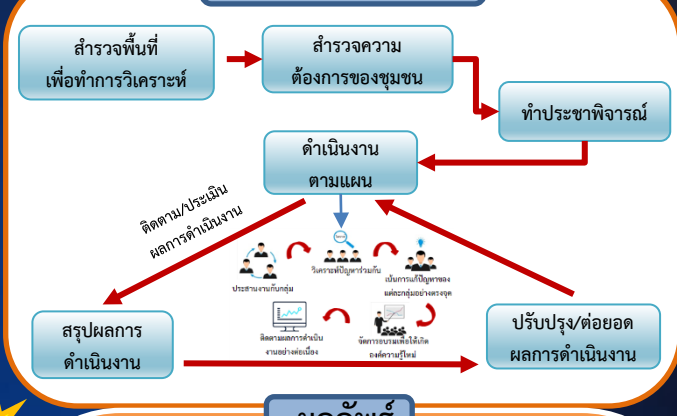 สำรวจพื้นที่
เพื่อทำการวิเคราะห์
สำรวจความ
ต้องการของชุมชน
ทำประชาพิจารณ์
ดำเนินงาน
ตามแผน
ติดตาม/ประเมิน
ผลการดำเนินงาน
ประสานงานกับกลุ่ม
วิเคราะห์ปัญหาร่วมกับ
เน้นการแก้ปัญหาของ
แต่ละกลุ่มอย่างตรงจุด
ติดตามผลการดำเนิน
งานอย่างต่อเนื่อง
จัดการอบรมเพื่อให้เกิด
องค์ความรู้ใหม่
สรุปผลการ
ดำเนินงาน
ปรับปรุง/ต่อยอด
ผลการดำเนินงาน